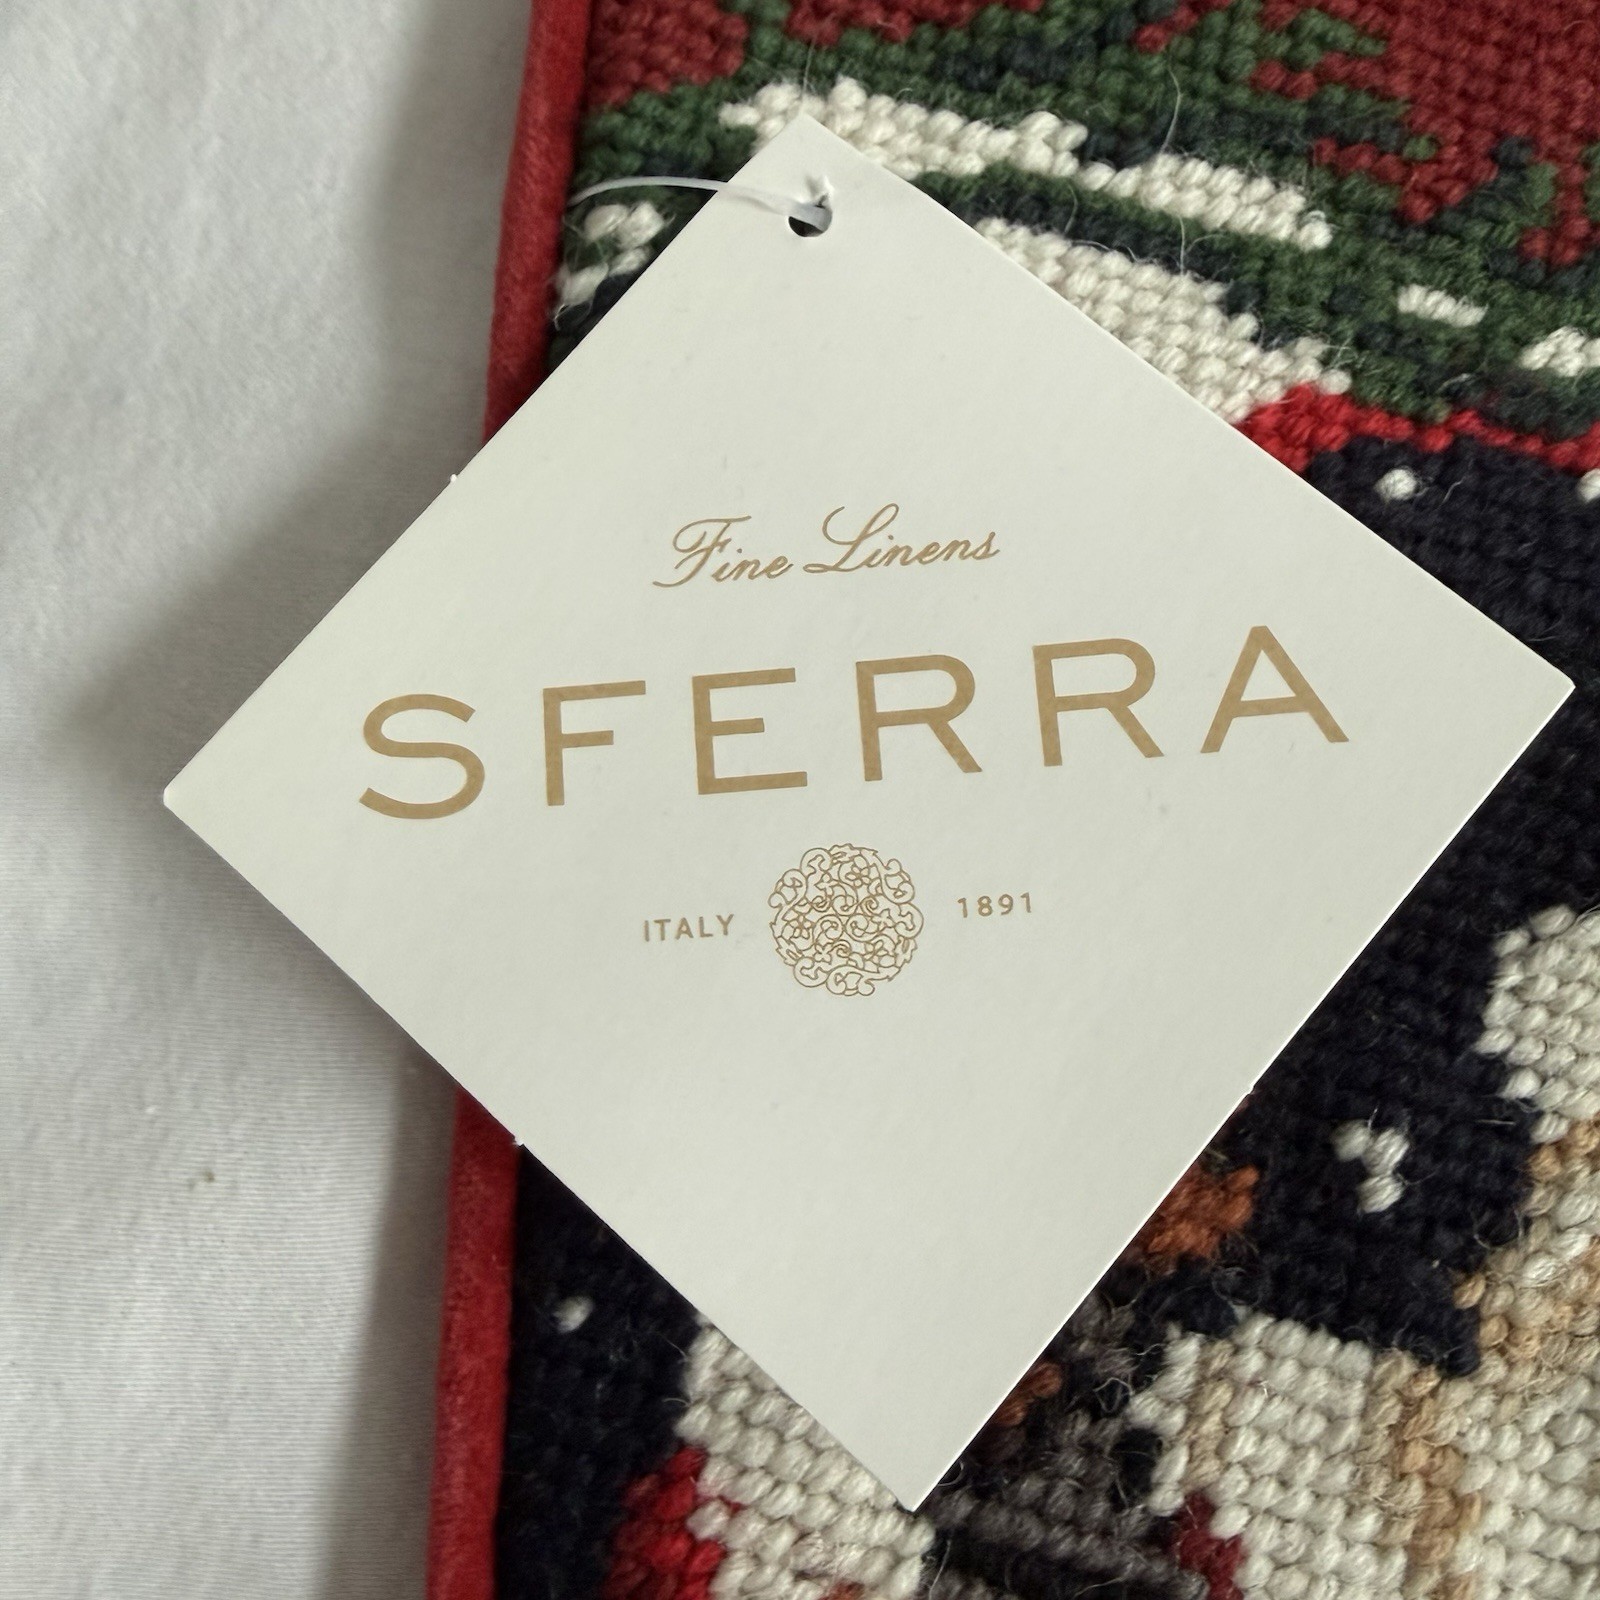 Fine Linens
SFERRA
ITALY 1891